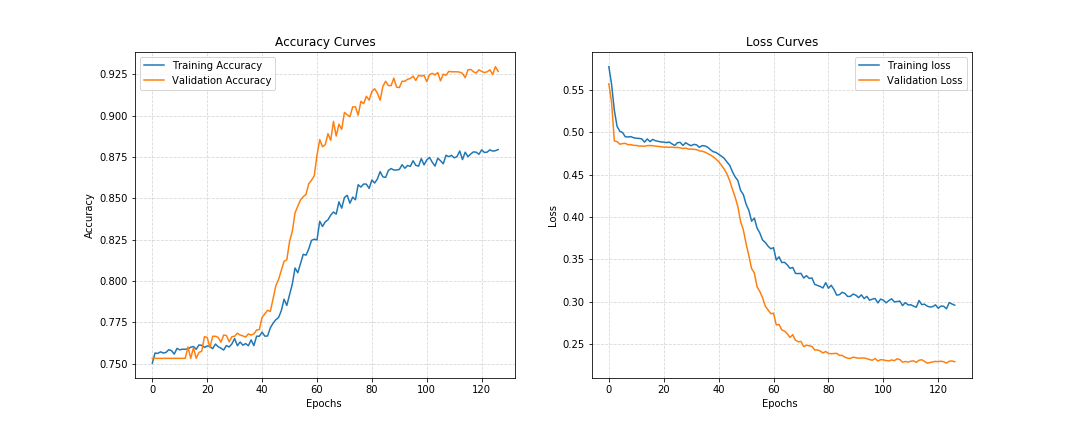 Accuracy Curves
Training Accuracy
Validation Accuracy
0.925
0.900
0.875
0.850
0.825
0.800
0.775
0.750
Accuracy
0 20 40 60 80 100 120
Epochs
Loss Curves
Training loss
Validation Loss
0.55
0.50
0.45
0.40
0.35
0.30
0.25
Loss
0 20 40 60 80 100 120
Epochs